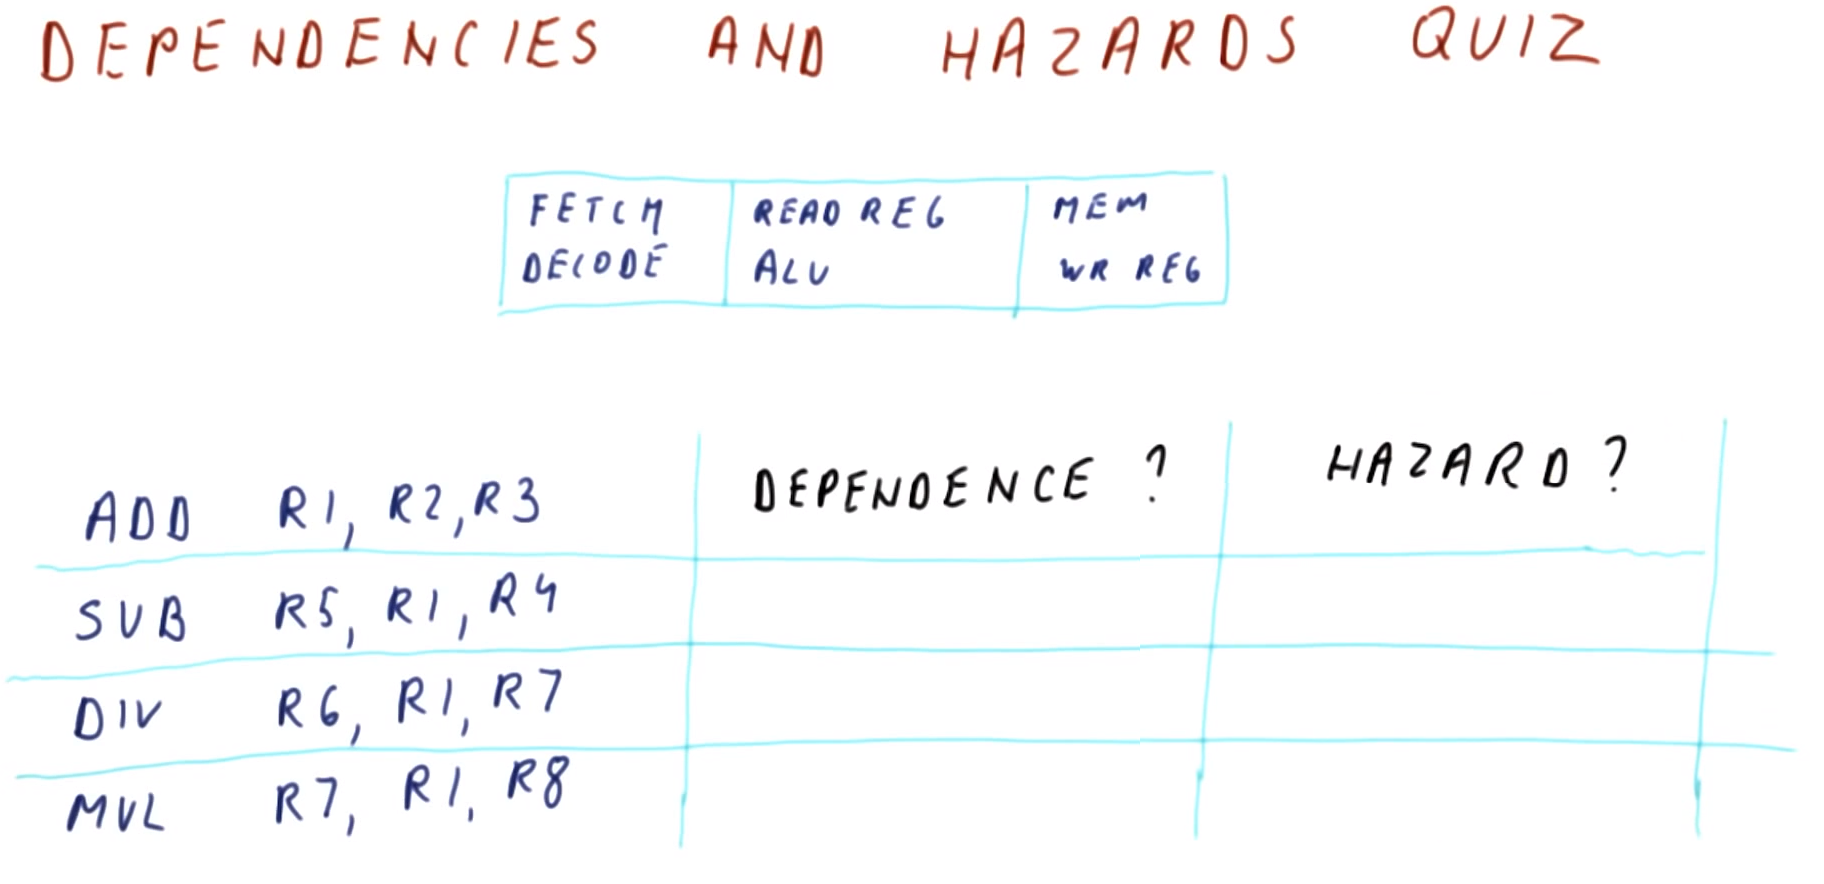 DEPENDENCIES AND HAZARDS QUIZ
FETCH READ REG MEM
DECODE ALU WR REG
ADD R1, R2, R3 DEPENDENCE ? HAZARD ?
SUB R5, R1, R4
DIV R6, R1, R7
MUL R7, R1, R8